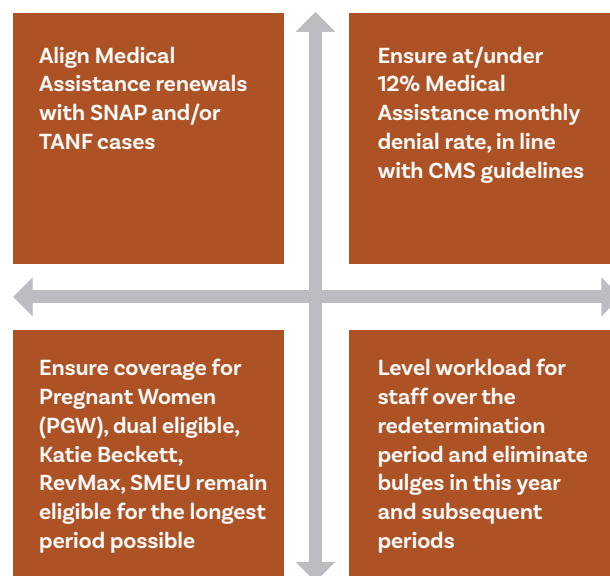 Align Medical
Assistance renewals
with SNAP and/or
TANF cases
Ensure at/under
12% Medical
Assistance monthly
denial rate, in line
with CMS guidelines
Ensure coverage for
Pregnant Women
(PGW), dual eligible,
Katie Beckett,
RevMax, SMEU remain
eligible for the longest
period possible
Level workload for
staff over the
redetermination
period and eliminate
bulges in this year
and subsequent
periods